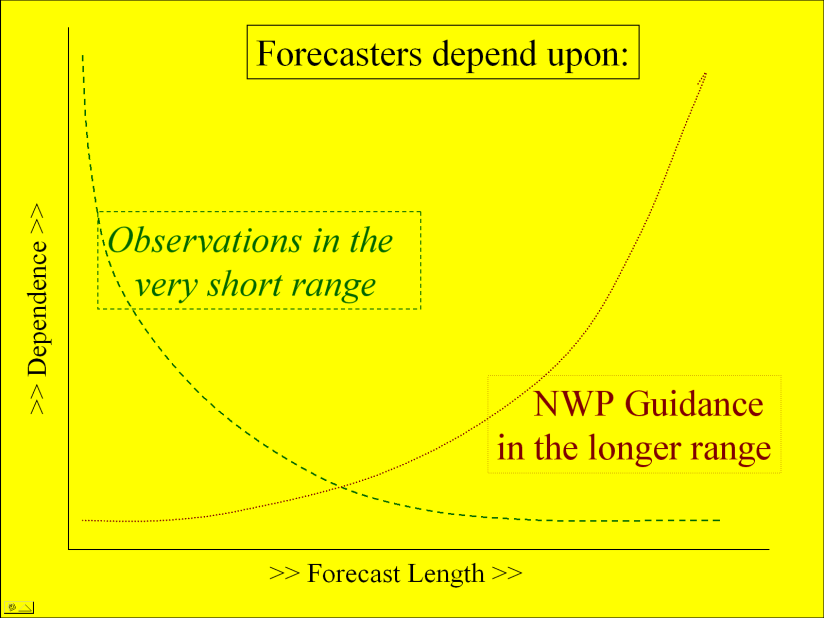 Forecasters depend upon:
Observations in the
very short range
>> Dependence >>
NWP Guidance
in the longer range
>> Forecast Length >>